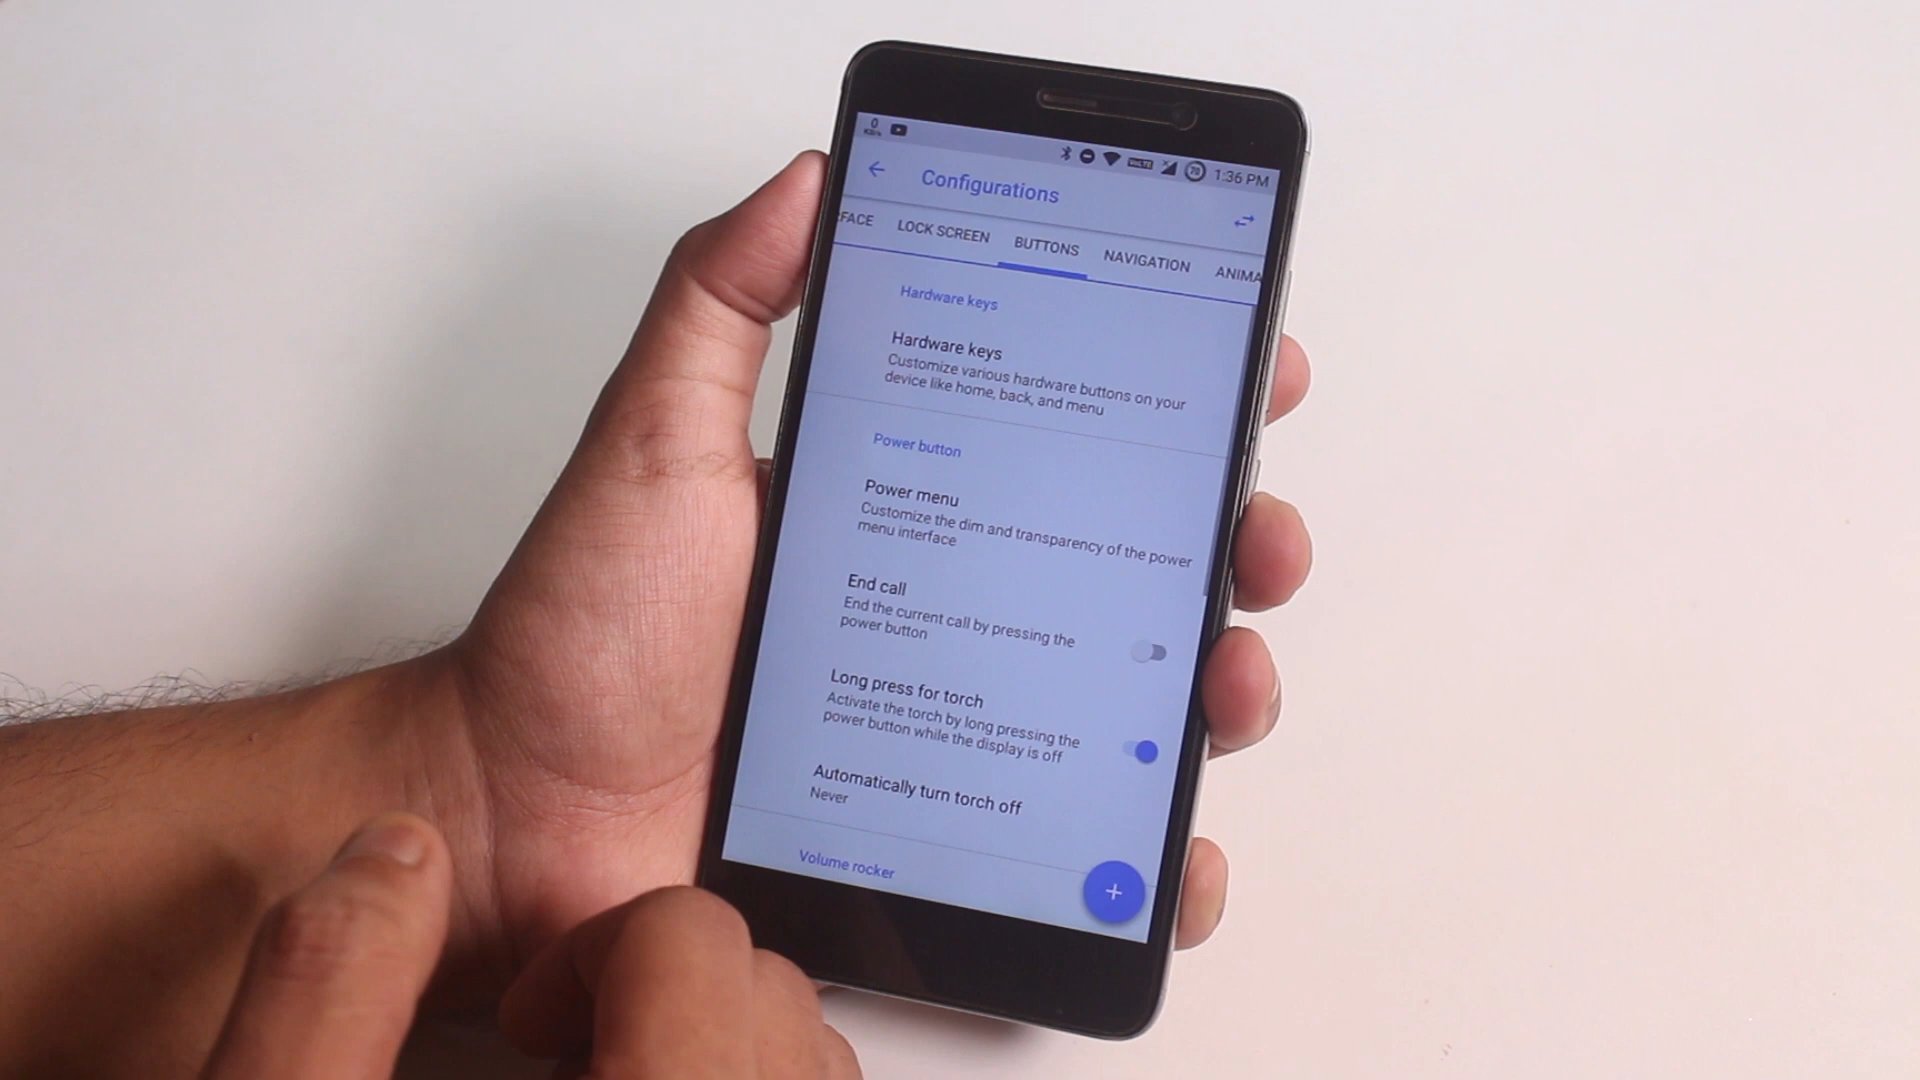 0
KB/s
VoLTE
70
1:36 PM
Configurations
FACE LOCK SCREEN BUTTONS NAVIGATION ANIMA
Hardware keys
Hardware keys
Customize various hardware buttons on your
device like home, back, and menu
Power button
Power menu
Customize the dim and transparency of the power
menu interface
End call
End the current call by pressing the
power button
Long press for torch
Activate the torch by long pressing the
power button while the display is off
Automatically turn torch off
Never
Volume rocker
+